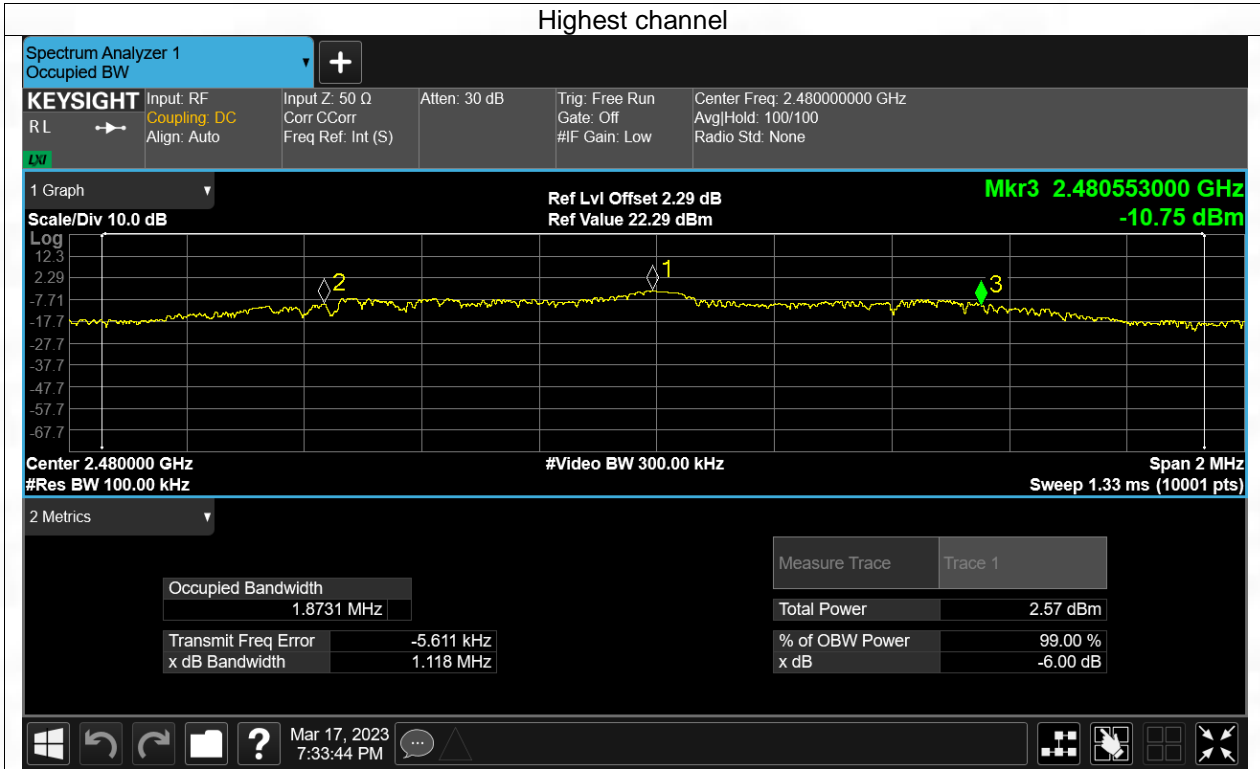 Highest channel
Spectrum Analyzer 1
Occupied BW
KEYSIGHT Input: RF Input Z: 50 Ω Atten: 30 dB Trig: Free Run Center Freq: 2.480000000 GHz
RL Coupling: DC Corr CCorr Gate: Off Avg|Hold: 100/100
Align: Auto Freq Ref: Int (S) #IF Gain: Low Radio Std: None
LXI
1 Graph Ref Lvl Offset 2.29 dB Mkr3 2.480553000 GHz
Scale/Div 10.0 dB Ref Value 22.29 dBm -10.75 dBm
Log
12.3
2.29
-7.71
-17.7
-27.7
-37.7
-47.7
-57.7
-67.7
2
1
3
Center 2.480000 GHz #Video BW 300.00 kHz Span 2 MHz
#Res BW 100.00 kHz Sweep 1.33 ms (10001 pts)
2 Metrics
Measure Trace Trace 1
Occupied Bandwidth
1.8731 MHz Total Power 2.57 dBm
Transmit Freq Error -5.611 kHz % of OBW Power 99.00 %
x dB Bandwidth 1.118 MHz x dB -6.00 dB
? Mar 17, 2023
7:33:44 PM